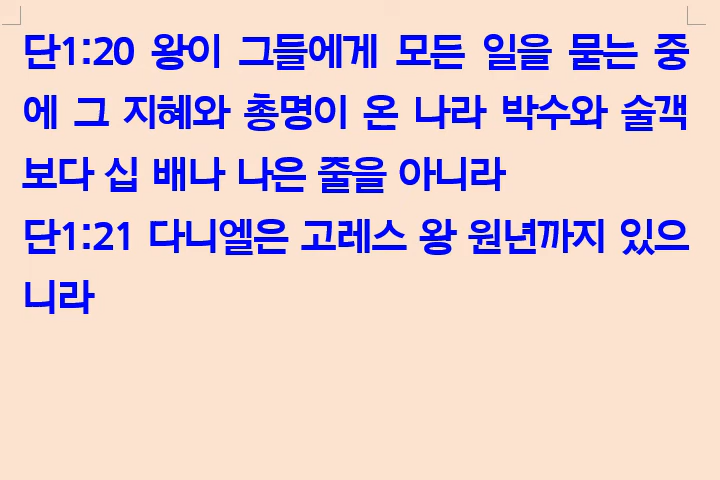 단1:20 왕이 그들에게 모든 일을 묻는 중
에 그 지혜와 총명이 온 나라 박수와 술객
보다 십 배나 나은 줄을 아니라
단1:21 다니엘은 고레스 왕 원년까지 있으
니라